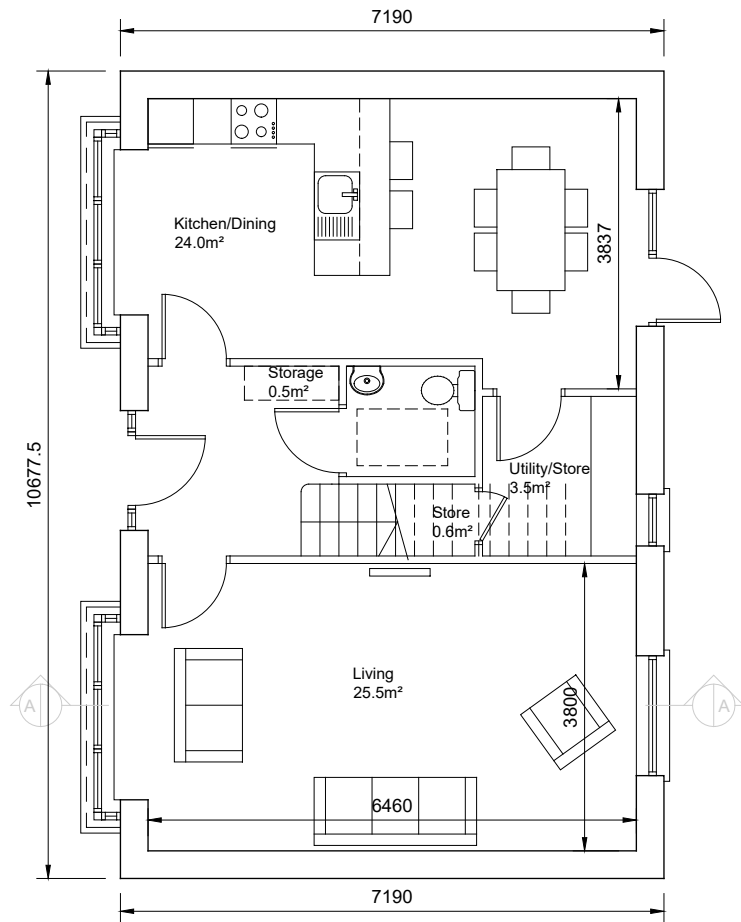 7190
10677.5
Kitchen/Dining
24.0m²
3837
Storage
0.5m²
Utility/Store
3.5m²
Store
0.6m²
Living
25.5m²
A
A
3800
6460
7190